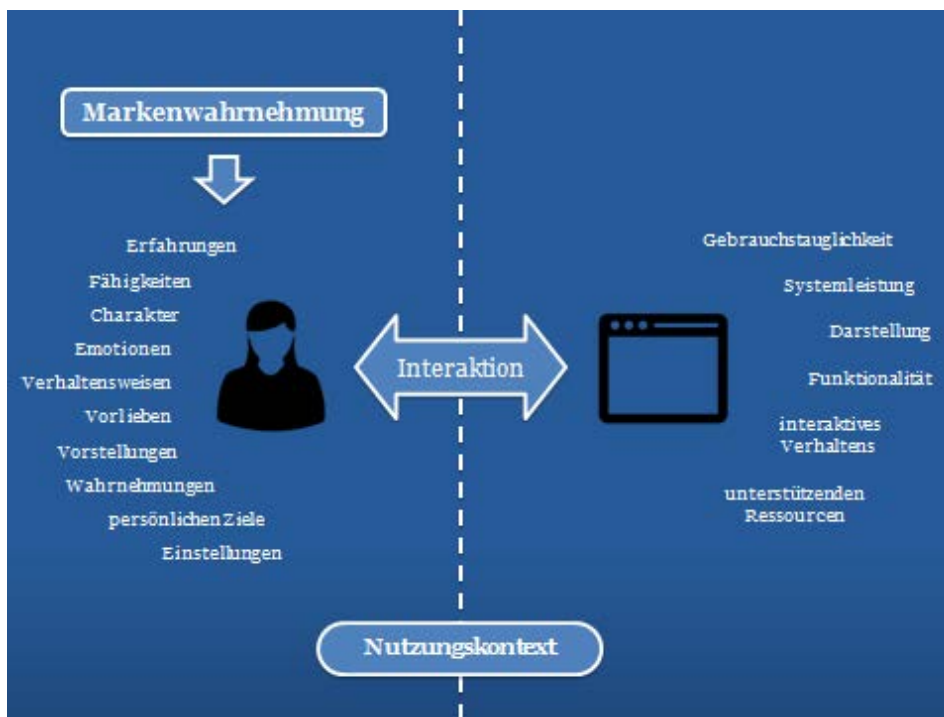 Markenwahrnehmung
Erfahrungen
Fähigkeiten
Charakter
Emotionen
Verhaltensweisen
Vorlieben
Vorstellungen
Wahrnehmungen
persönlichen Ziele
Einstellungen
Interaktion
Gebrauchstauglichkeit
Systemleistung
Darstellung
Funktionalität
interaktives
Verhaltens
unterstützenden
Ressourcen
Nutzungskontext